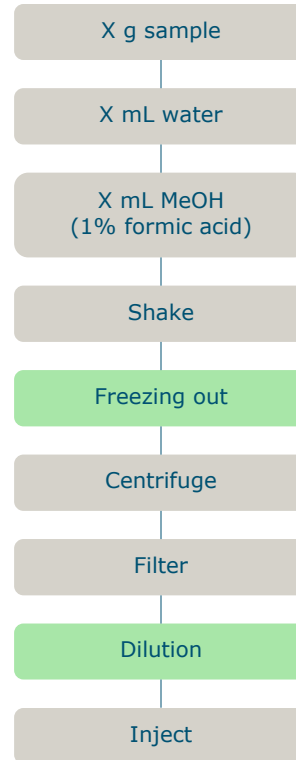 X g sample
X mL water
X mL MeOH
(1% formic acid)
Shake
Freezing out
Centrifuge
Filter
Dilution
Inject